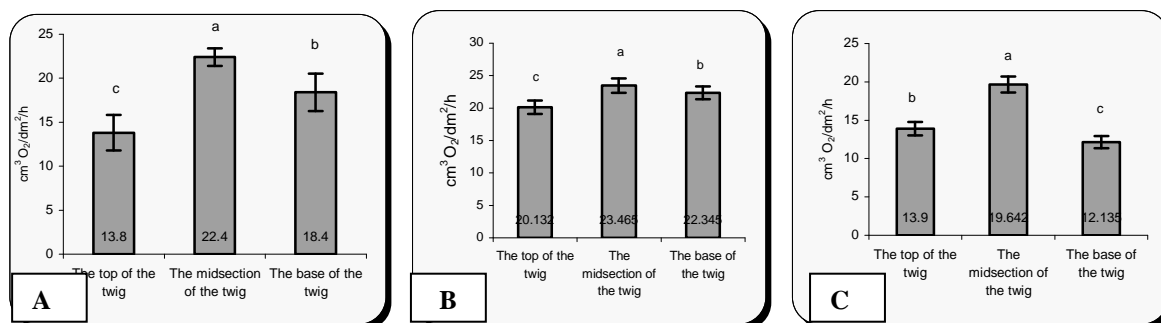 25
20
15
10
5
0
cm³ O₂/dm²/h
c
a
b
13.8
22.4
18.4
The top of the
twig
The midsection
of the twig
The base of the
twig
A
30
25
20
15
10
5
0
cm³ O₂/dm²/h
c
a
b
20.132
23.465
22.345
The top of the
twig
The
midsection of
the twig
The base of
the twig
B
25
20
15
10
5
0
cm³ O₂/dm²/h
b
a
c
13.9
19.642
12.135
The top of the
twig
The
midsection of
the twig
The base of
the twig
C